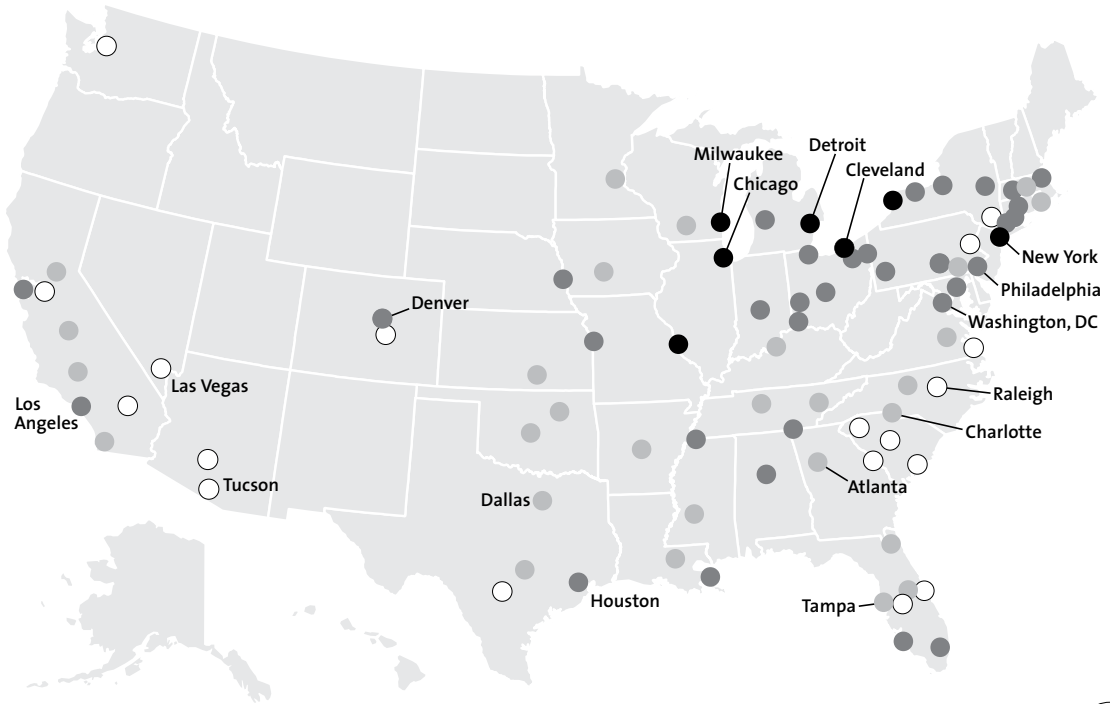 Detroit
Milwaukee
Cleveland
Chicago
New York
Philadelphia
Denver
Washington, DC
Las Vegas
Raleigh
Los
Angeles
Charlotte
Tucson
Atlanta
Dallas
Houston
Tampa